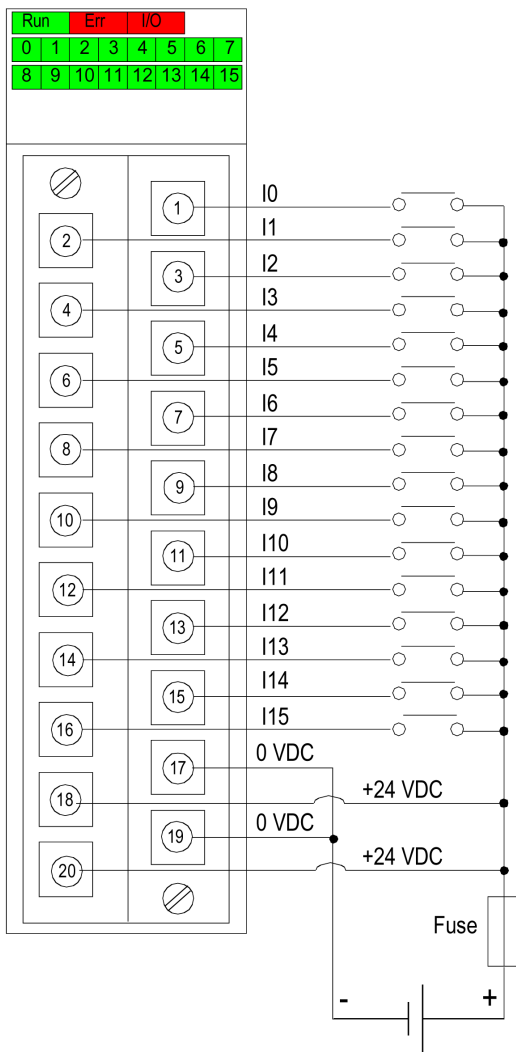 Run Err I/O
0 1 2 3 4 5 6 7
8 9 10 11 12 13 14 15
1 I0
2 I1
3 I2
4 I3
5 I4
6 I5
7 I6
8 I7
9 I8
10 I9
11 I10
12 I11
13 I12
14 I13
15 I14
16 I15
17 0 VDC
18 +24 VDC
19 0 VDC
20 +24 VDC
Fuse
- +